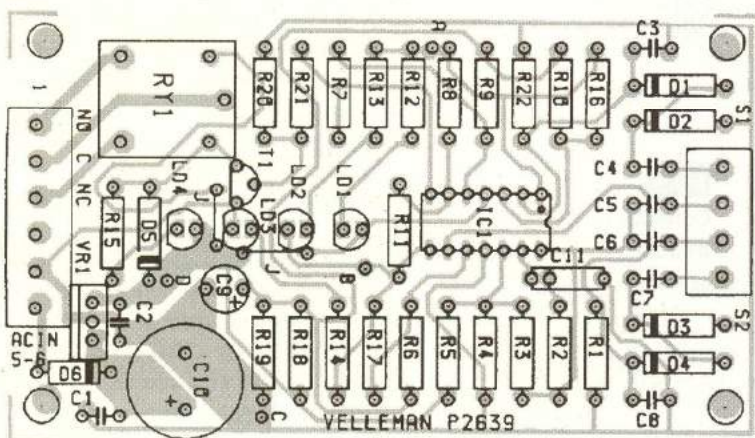 A
C3
1
RY1
R20
R21
R7
R13
R12
R8
R9
R22
R10
R16
D1
D2
S1
NO
C
NC
T1
LD4
J
LD2
LD1
C4
C5
C6
R15
D5
VR1
LD3
R11
IC1
C11
J
B
D
C9
+
C7
C2
S2
ACIN
5-6
D6
C10
+
R19
R18
R14
R17
R6
R5
R4
R3
R2
R1
D3
D4
C1
C
VELLEMAN P2639
C8